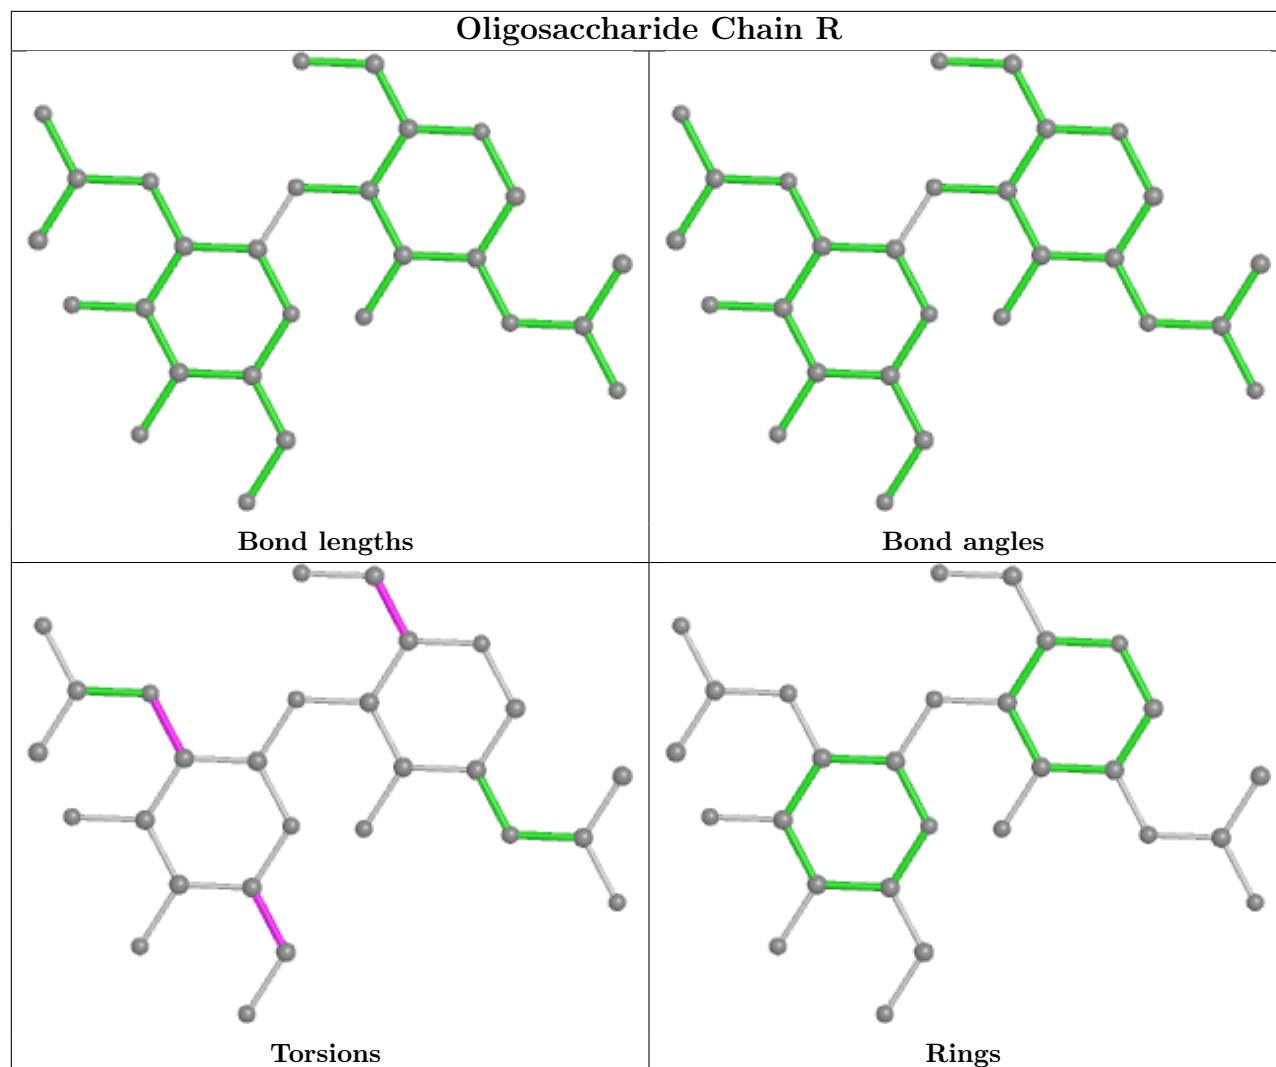 Oligosaccharide Chain R
Bond lengths
Bond angles
Torsions
Rings